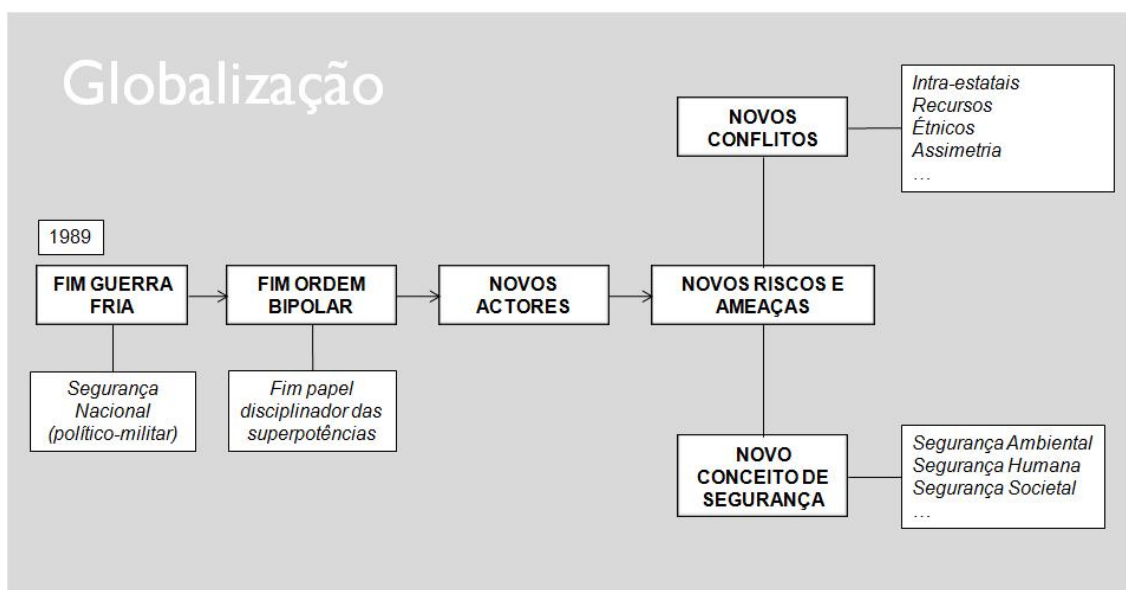 Globalização
NOVOS
CONFLITOS
Intra-estatais
Recursos
Étnicos
Assimetria
…
1989
FIM GUERRA
FRIA
FIM ORDEM
BIPOLAR
NOVOS
ACTORES
NOVOS RISCOS E
AMEAÇAS
Segurança
Nacional
(político-militar)
Fim papel
disciplinador das
superpotências
NOVO
CONCEITO DE
SEGURANÇA
Segurança Ambiental
Segurança Humana
Segurança Societal
…